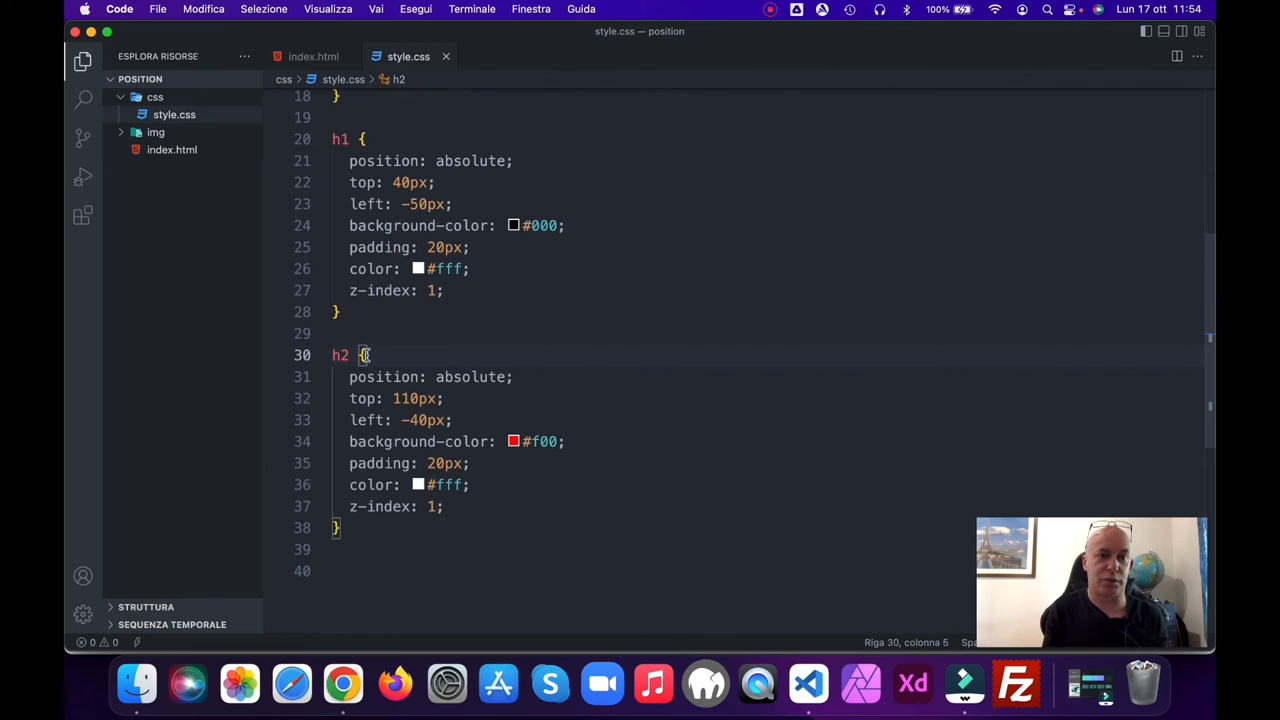 Code File Modifica Selezione Visualizza Vai Esegui Terminale Finestra Guida 100% Lun 17 ott 11:54
style.css — position
ESPLORA RISORSE
index.html style.css
POSITION
css > style.css > h2
css
style.css
img
index.html
18 }
19
20 h1 {
21 position: absolute;
22 top: 40px;
23 left: -50px;
24 background-color: #000;
25 padding: 20px;
26 color: #fff;
27 z-index: 1;
28 }
29
30 h2 {
31 position: absolute;
32 top: 110px;
33 left: -40px;
34 background-color: #f00;
35 padding: 20px;
36 color: #fff;
37 z-index: 1;
38 }
39
40
STRUTTURA
SEQUENZA TEMPORALE
0 0 Riga 30, colonna 5
Xd Fz